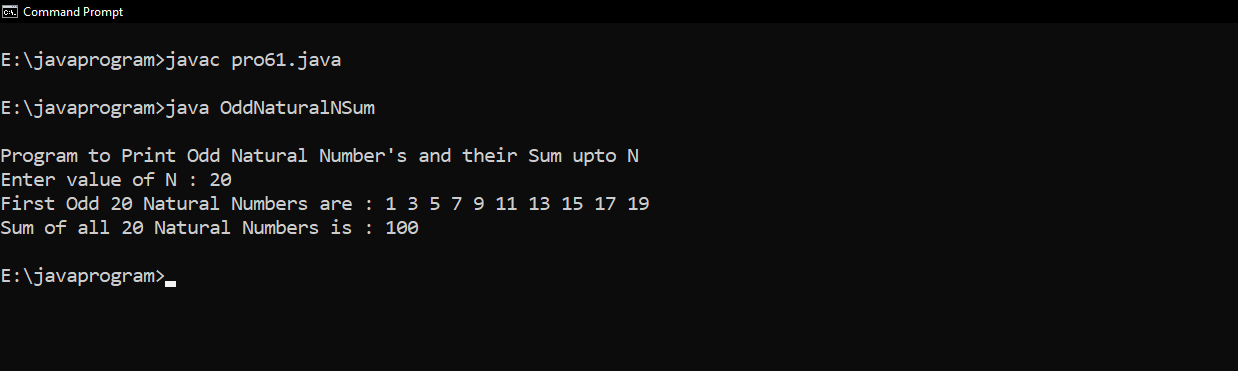 Command Prompt
E:\javaprogram>javac pro61.java
E:\javaprogram>java OddNaturalNSum
Program to Print Odd Natural Number's and their Sum upto N
Enter value of N : 20
First Odd 20 Natural Numbers are : 1 3 5 7 9 11 13 15 17 19
Sum of all 20 Natural Numbers is : 100
E:\javaprogram>